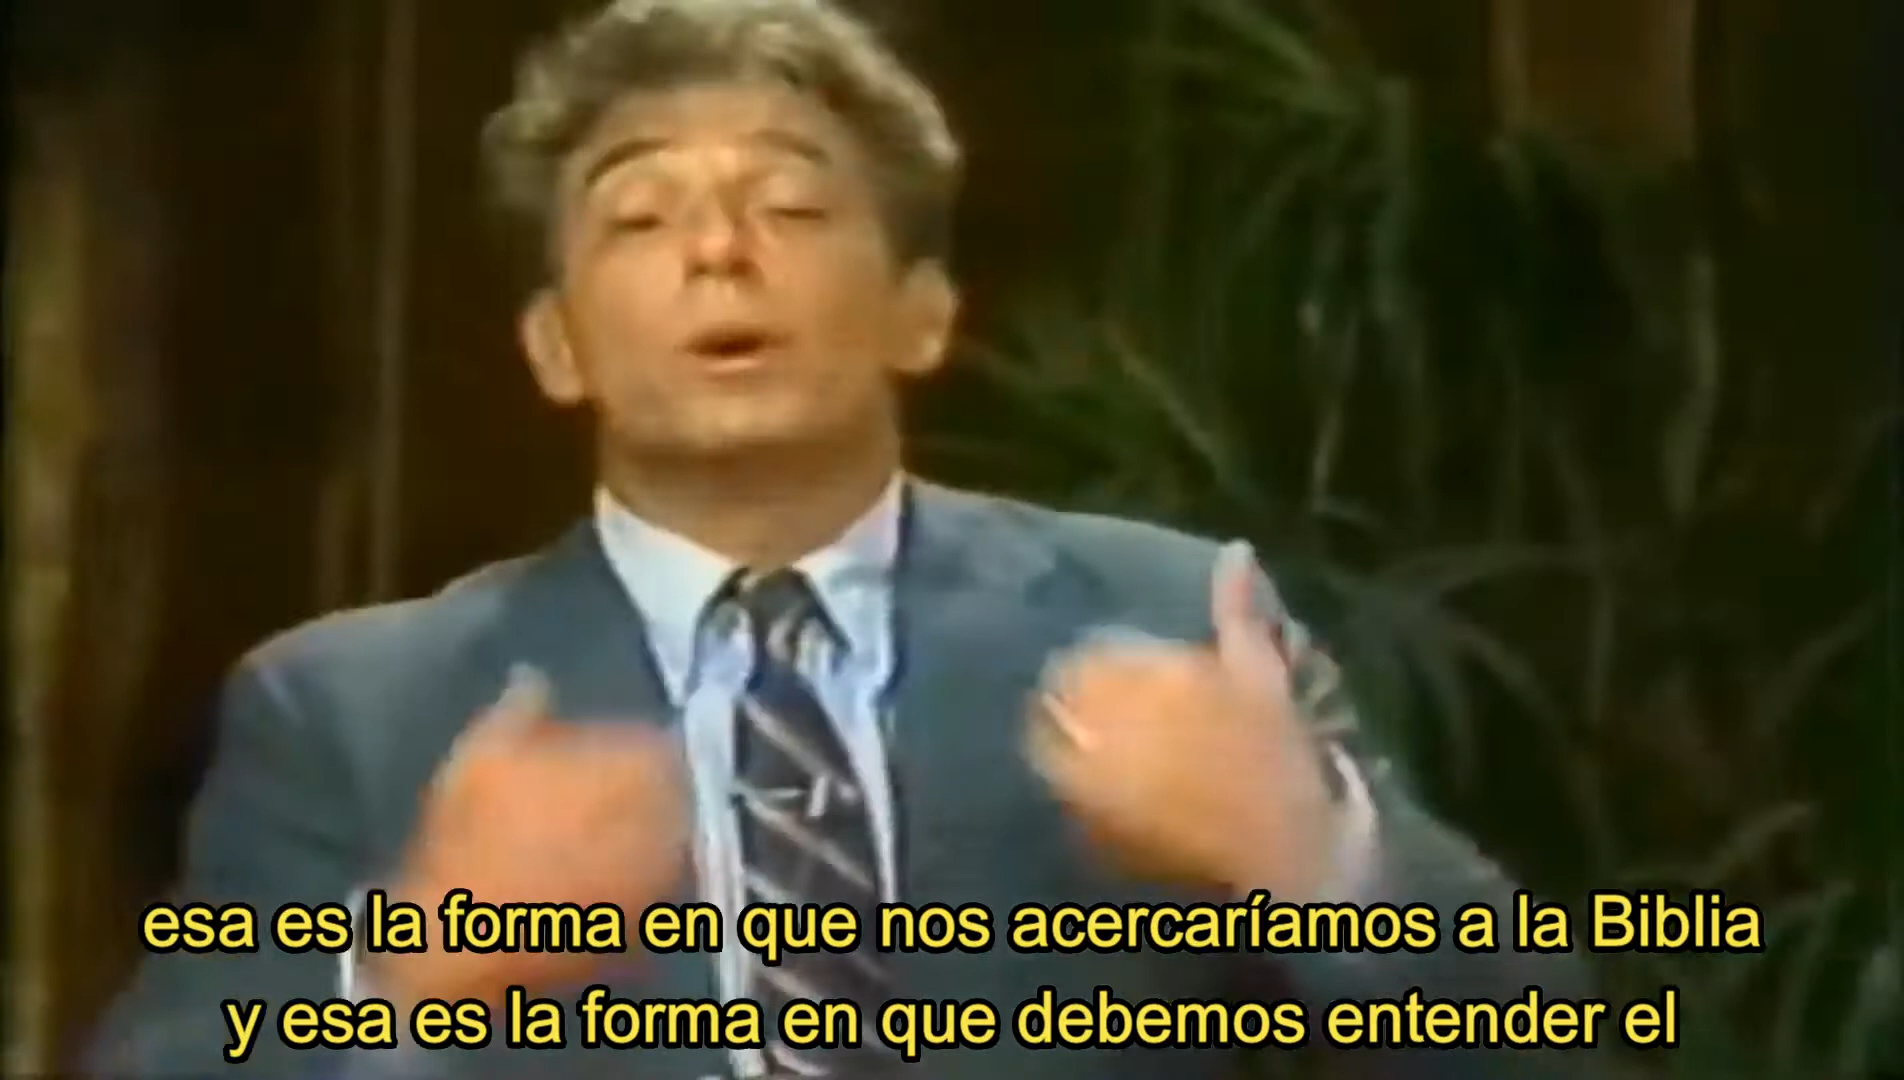 esa es la forma en que nos acercaríamos a la Biblia
y esa es la forma en que debemos entender el